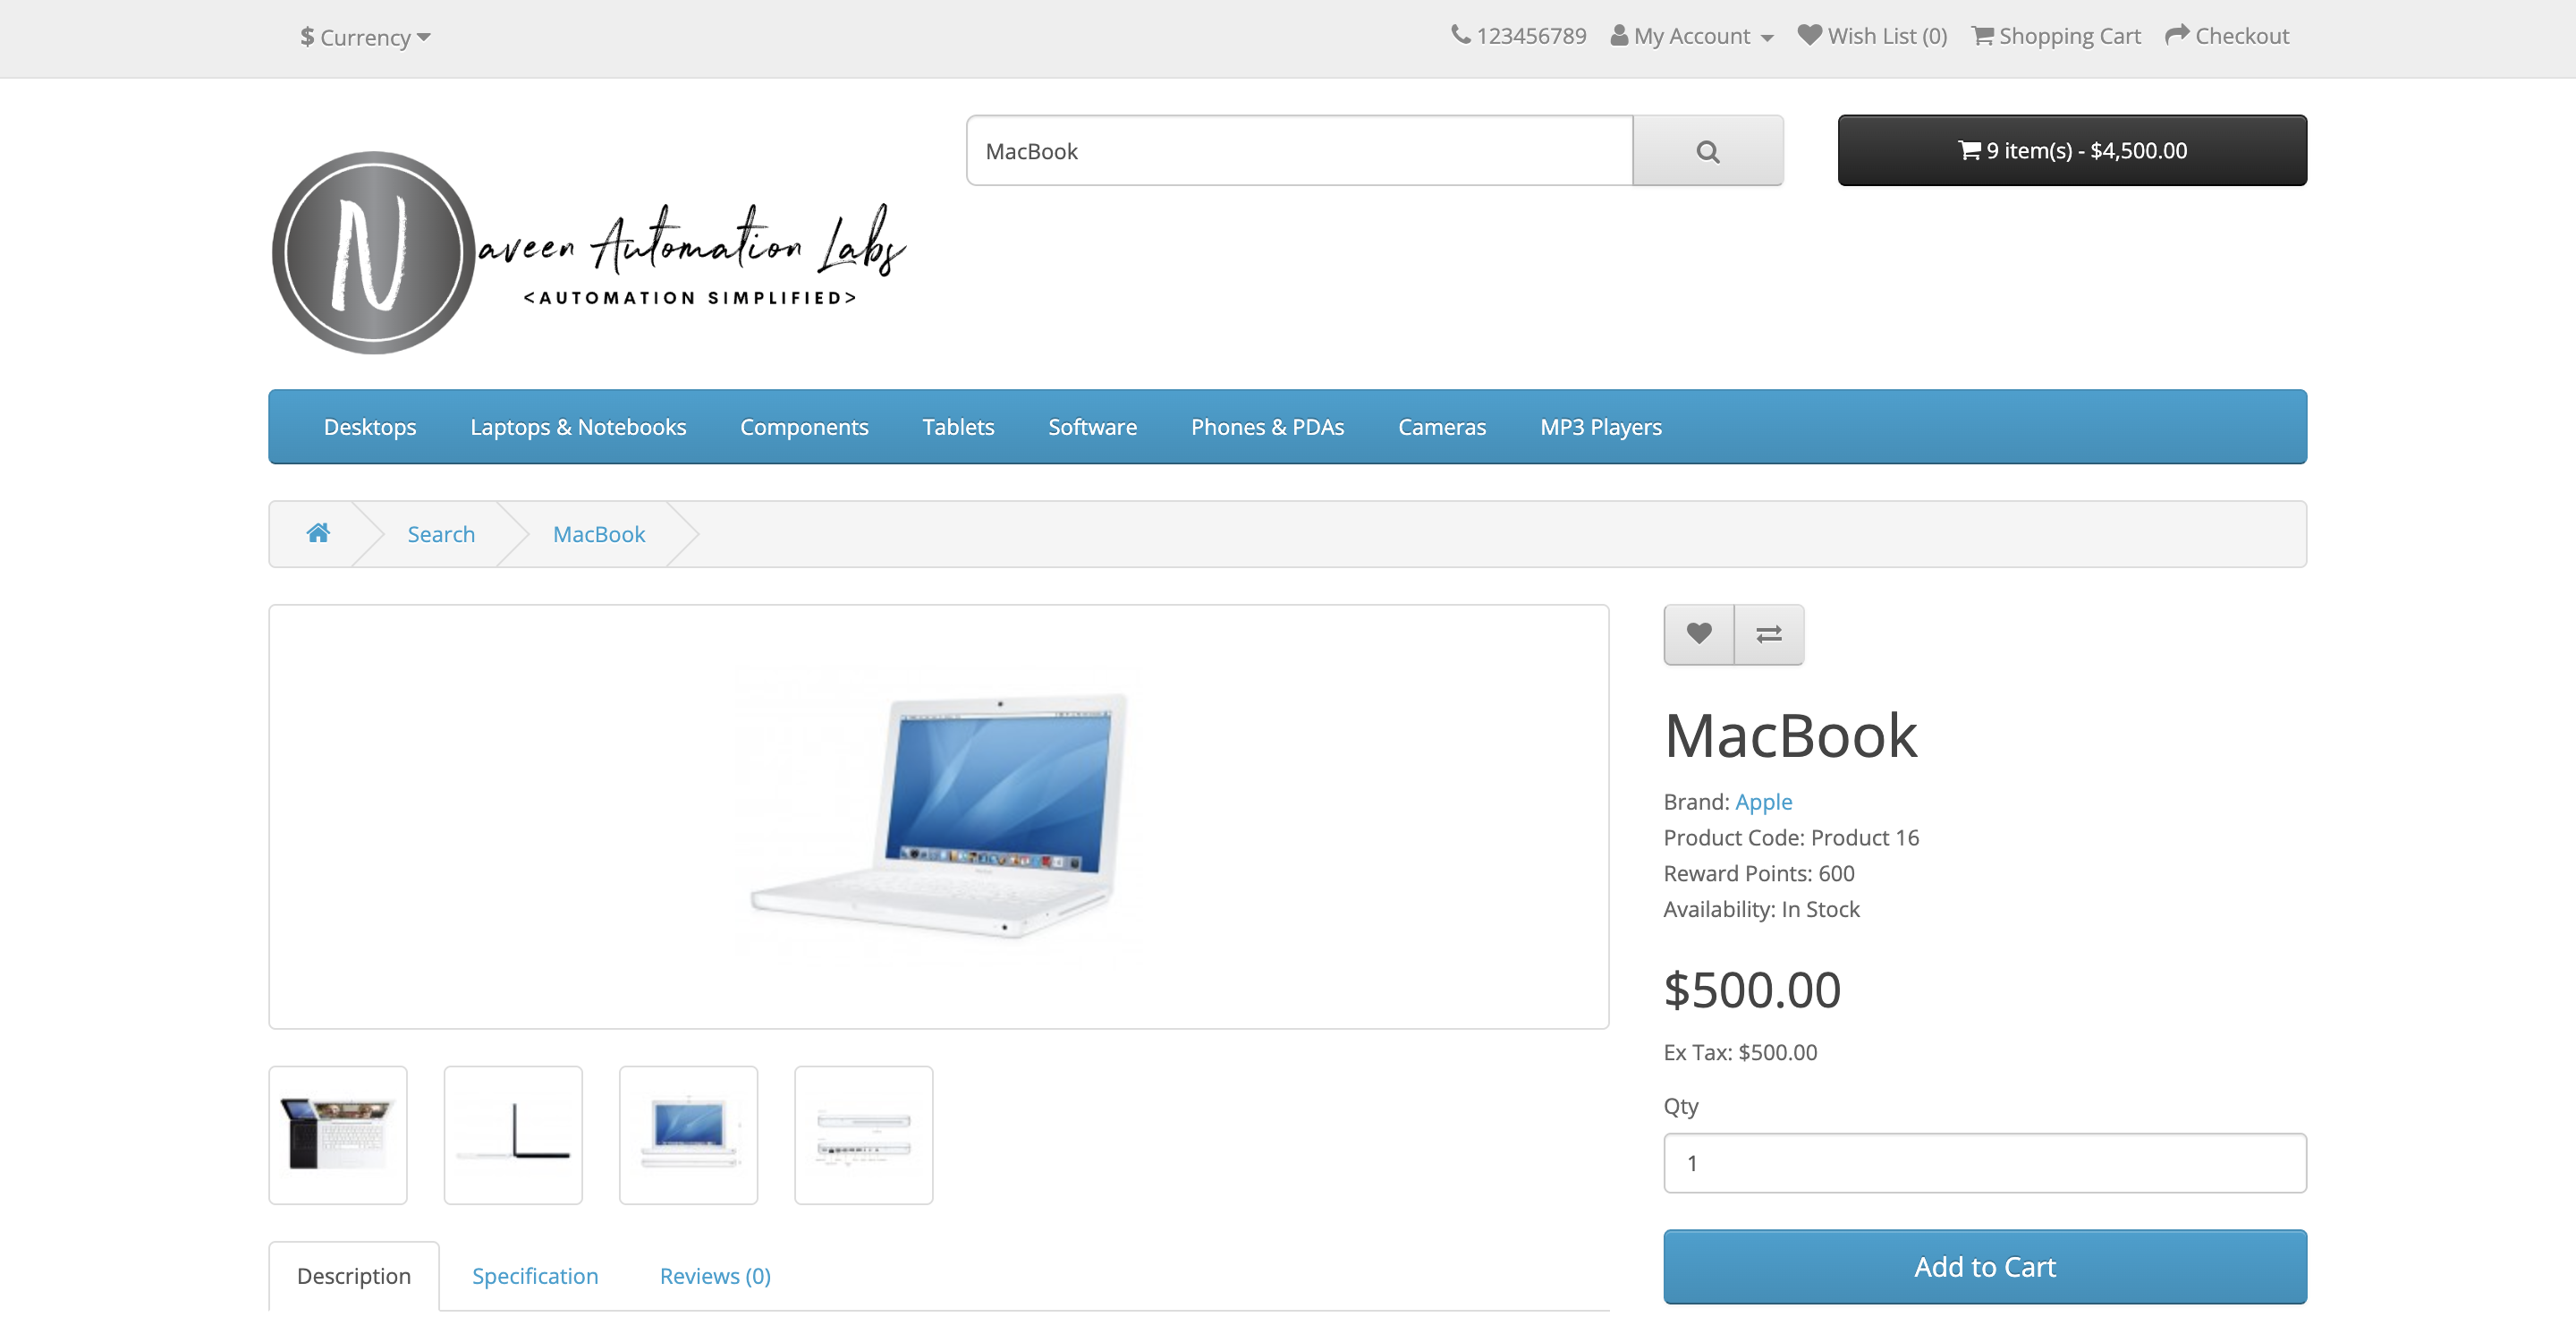 $ Currency
123456789 My Account Wish List (0) Shopping Cart Checkout
MacBook
9 item(s) - $4,500.00
Naveen Automation Labs
<AUTOMATION SIMPLIFIED>
Desktops Laptops & Notebooks Components Tablets Software Phones & PDAs Cameras MP3 Players
Search MacBook
MacBook
Brand: Apple
Product Code: Product 16
Reward Points: 600
Availability: In Stock
$500.00
Ex Tax: $500.00
Qty
1
Add to Cart
Description Specification Reviews (0)